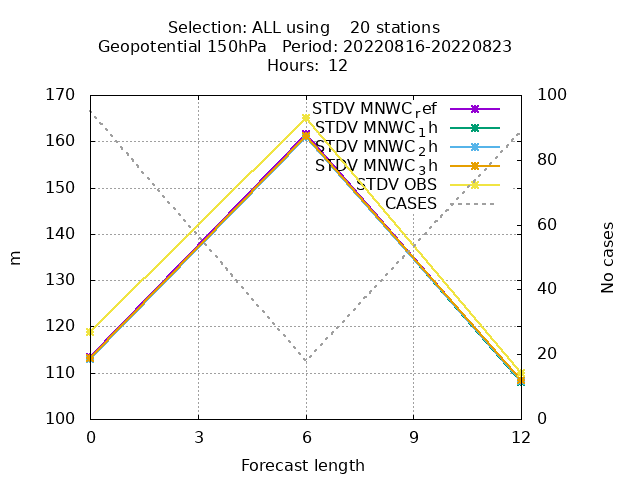 Selection: ALL using    20 stations
Geopotential 150hPa   Period: 20220816-20220823
Hours:  12
170
160
150
140
130
120
110
100
100
80
60
40
20
0
STDV MNWC_ref
STDV MNWC_1h
STDV MNWC_2h
STDV MNWC_3h
STDV OBS
CASES
m
No cases
0
3
6
9
12
Forecast length